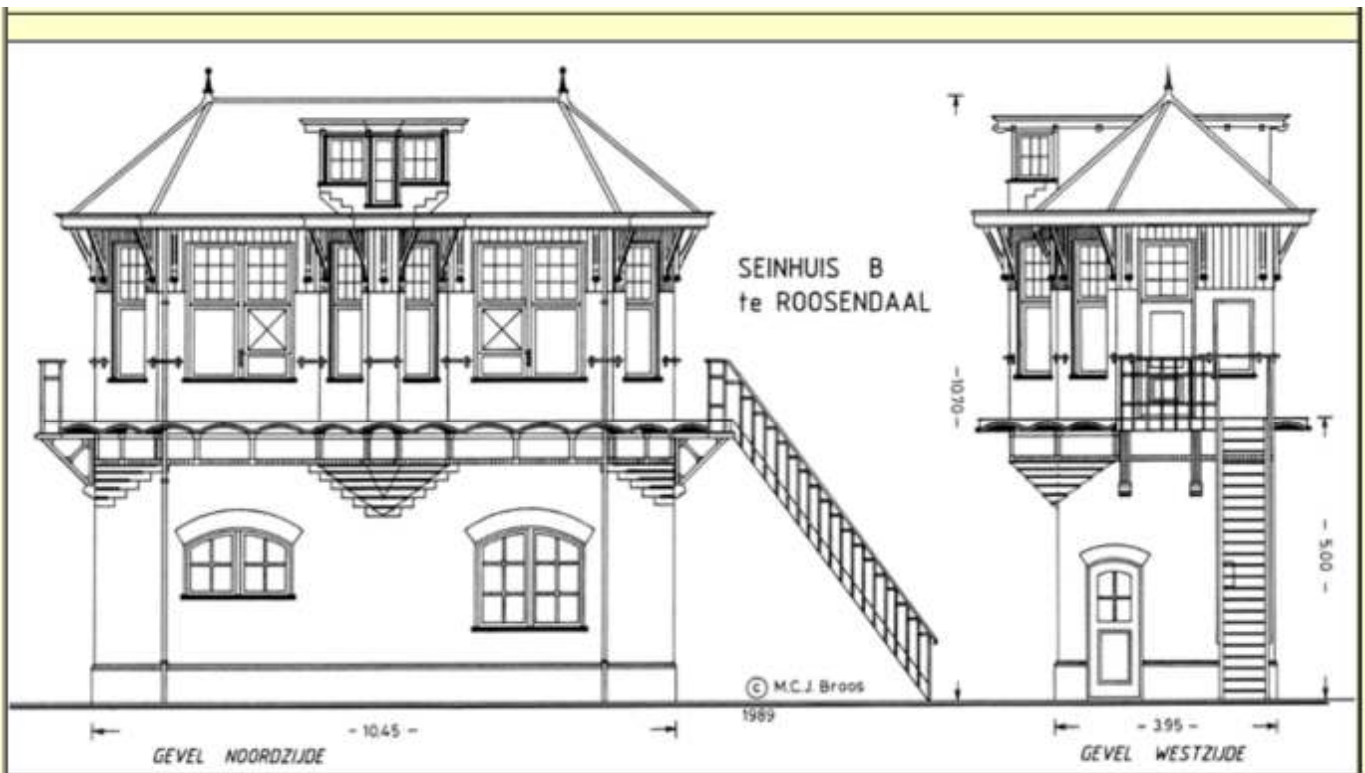 SEINHUIS B
te ROOSENDAAL
-10.70-
- 5.00 -
© M.C.J. Broos
1989
- 10.45 -
- 3.95 -
GEVEL NOORDZIJDE
GEVEL WESTZIJDE